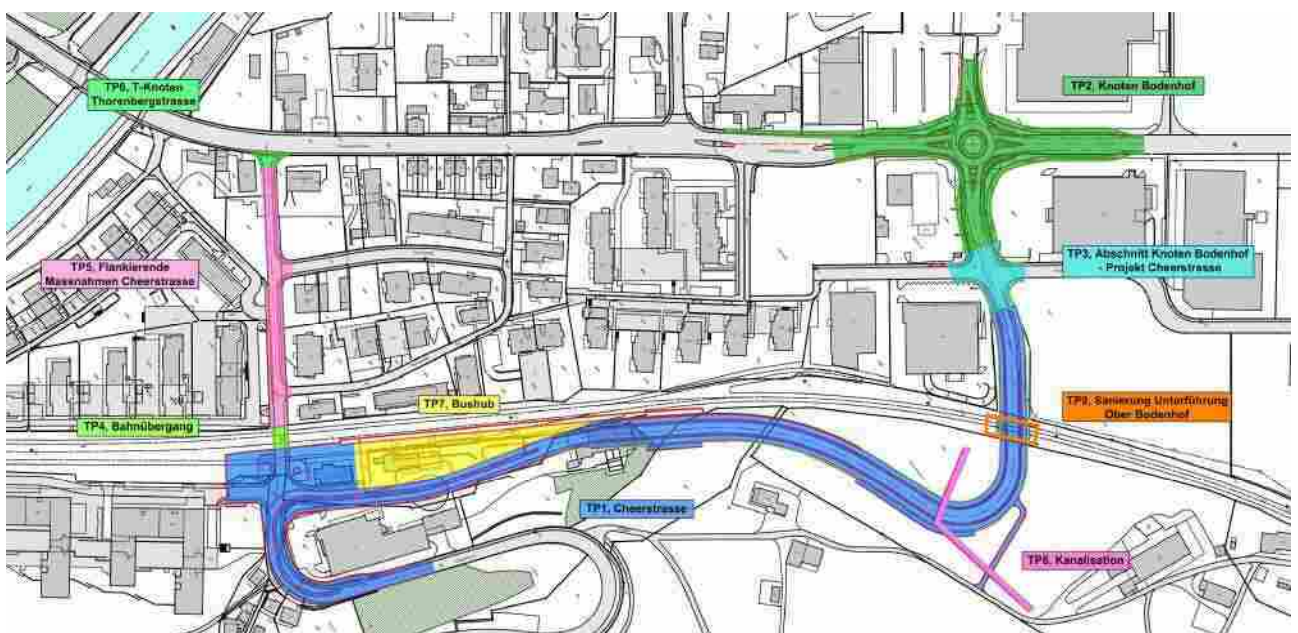 TP6, T-Knoten
Thorenbergstrasse
TP2, Knoten Bodenhof
TP5, Flankierende
Massnahmen Cheerstrasse
TP3, Abschnitt Knoten Bodenhof
- Projekt Cheerstrasse
TP7, Bushub
TP4, Bahnübergang
TP9, Sanierung Unterführung
Ober Bodenhof
TP1, Cheerstrasse
TP8, Kanalisation